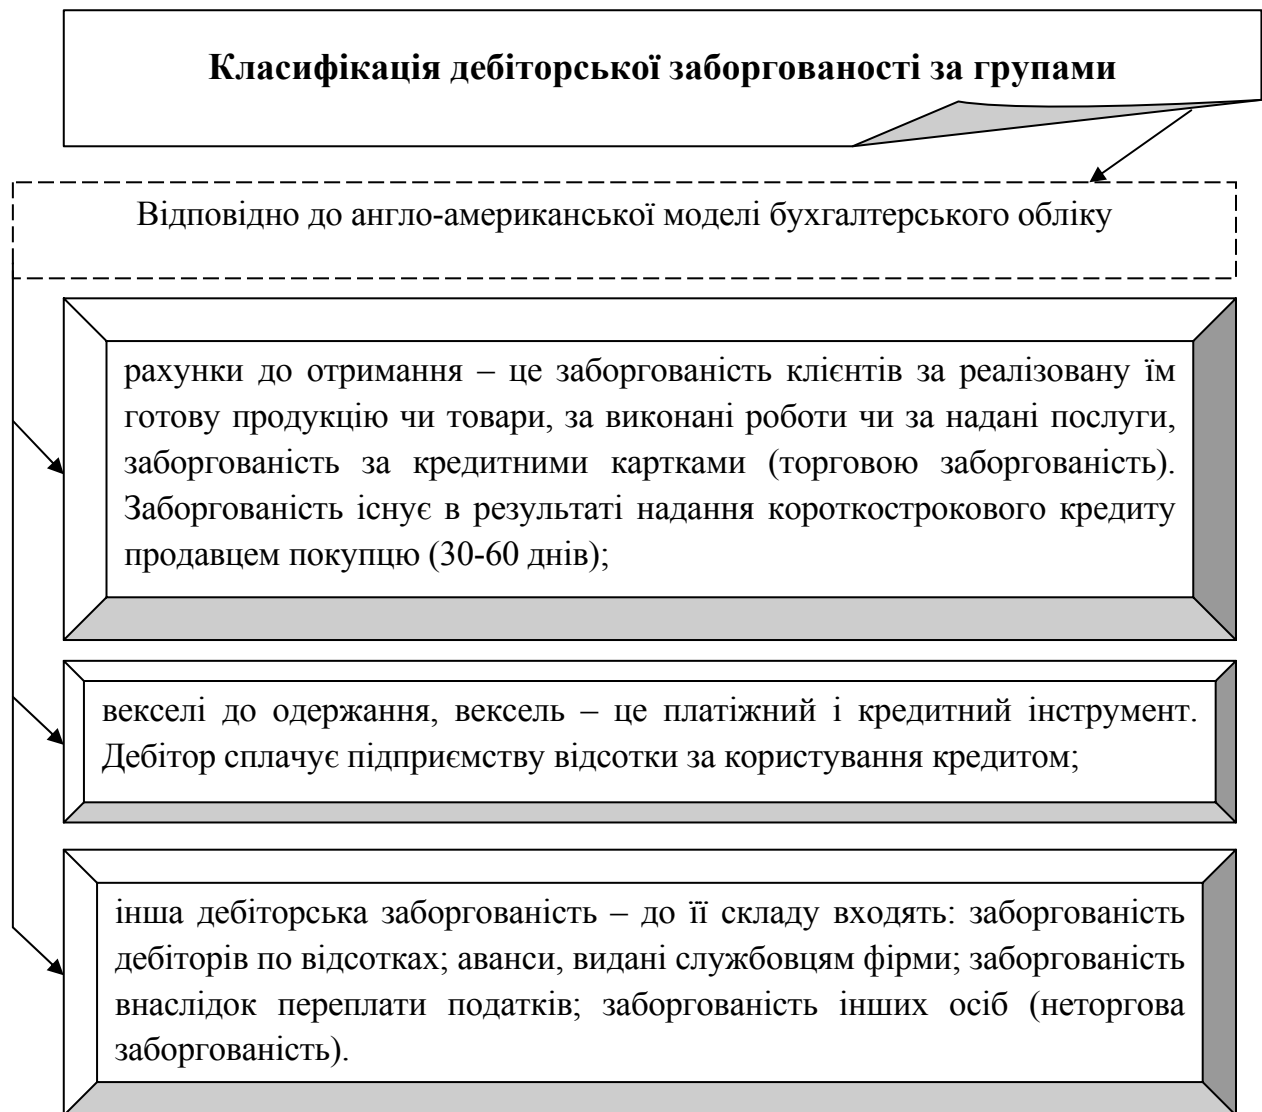 Класифікація дебіторської заборгованості за групами
Відповідно до англо-американської моделі бухгалтерського обліку
рахунки до отримання – це заборгованість клієнтів за реалізовану їм
готову продукцію чи товари, за виконані роботи чи за надані послуги,
заборгованість за кредитними картками (торговою заборгованість).
Заборгованість існує в результаті надання короткострокового кредиту
продавцем покупцю (30-60 днів);
векселі до одержання, вексель – це платіжний і кредитний інструмент.
Дебітор сплачує підприємству відсотки за користування кредитом;
інша дебіторська заборгованість – до її складу входять: заборгованість
дебіторів по відсотках; аванси, видані службовцям фірми; заборгованість
внаслідок переплати податків; заборгованість інших осіб (неторгова
заборгованість).